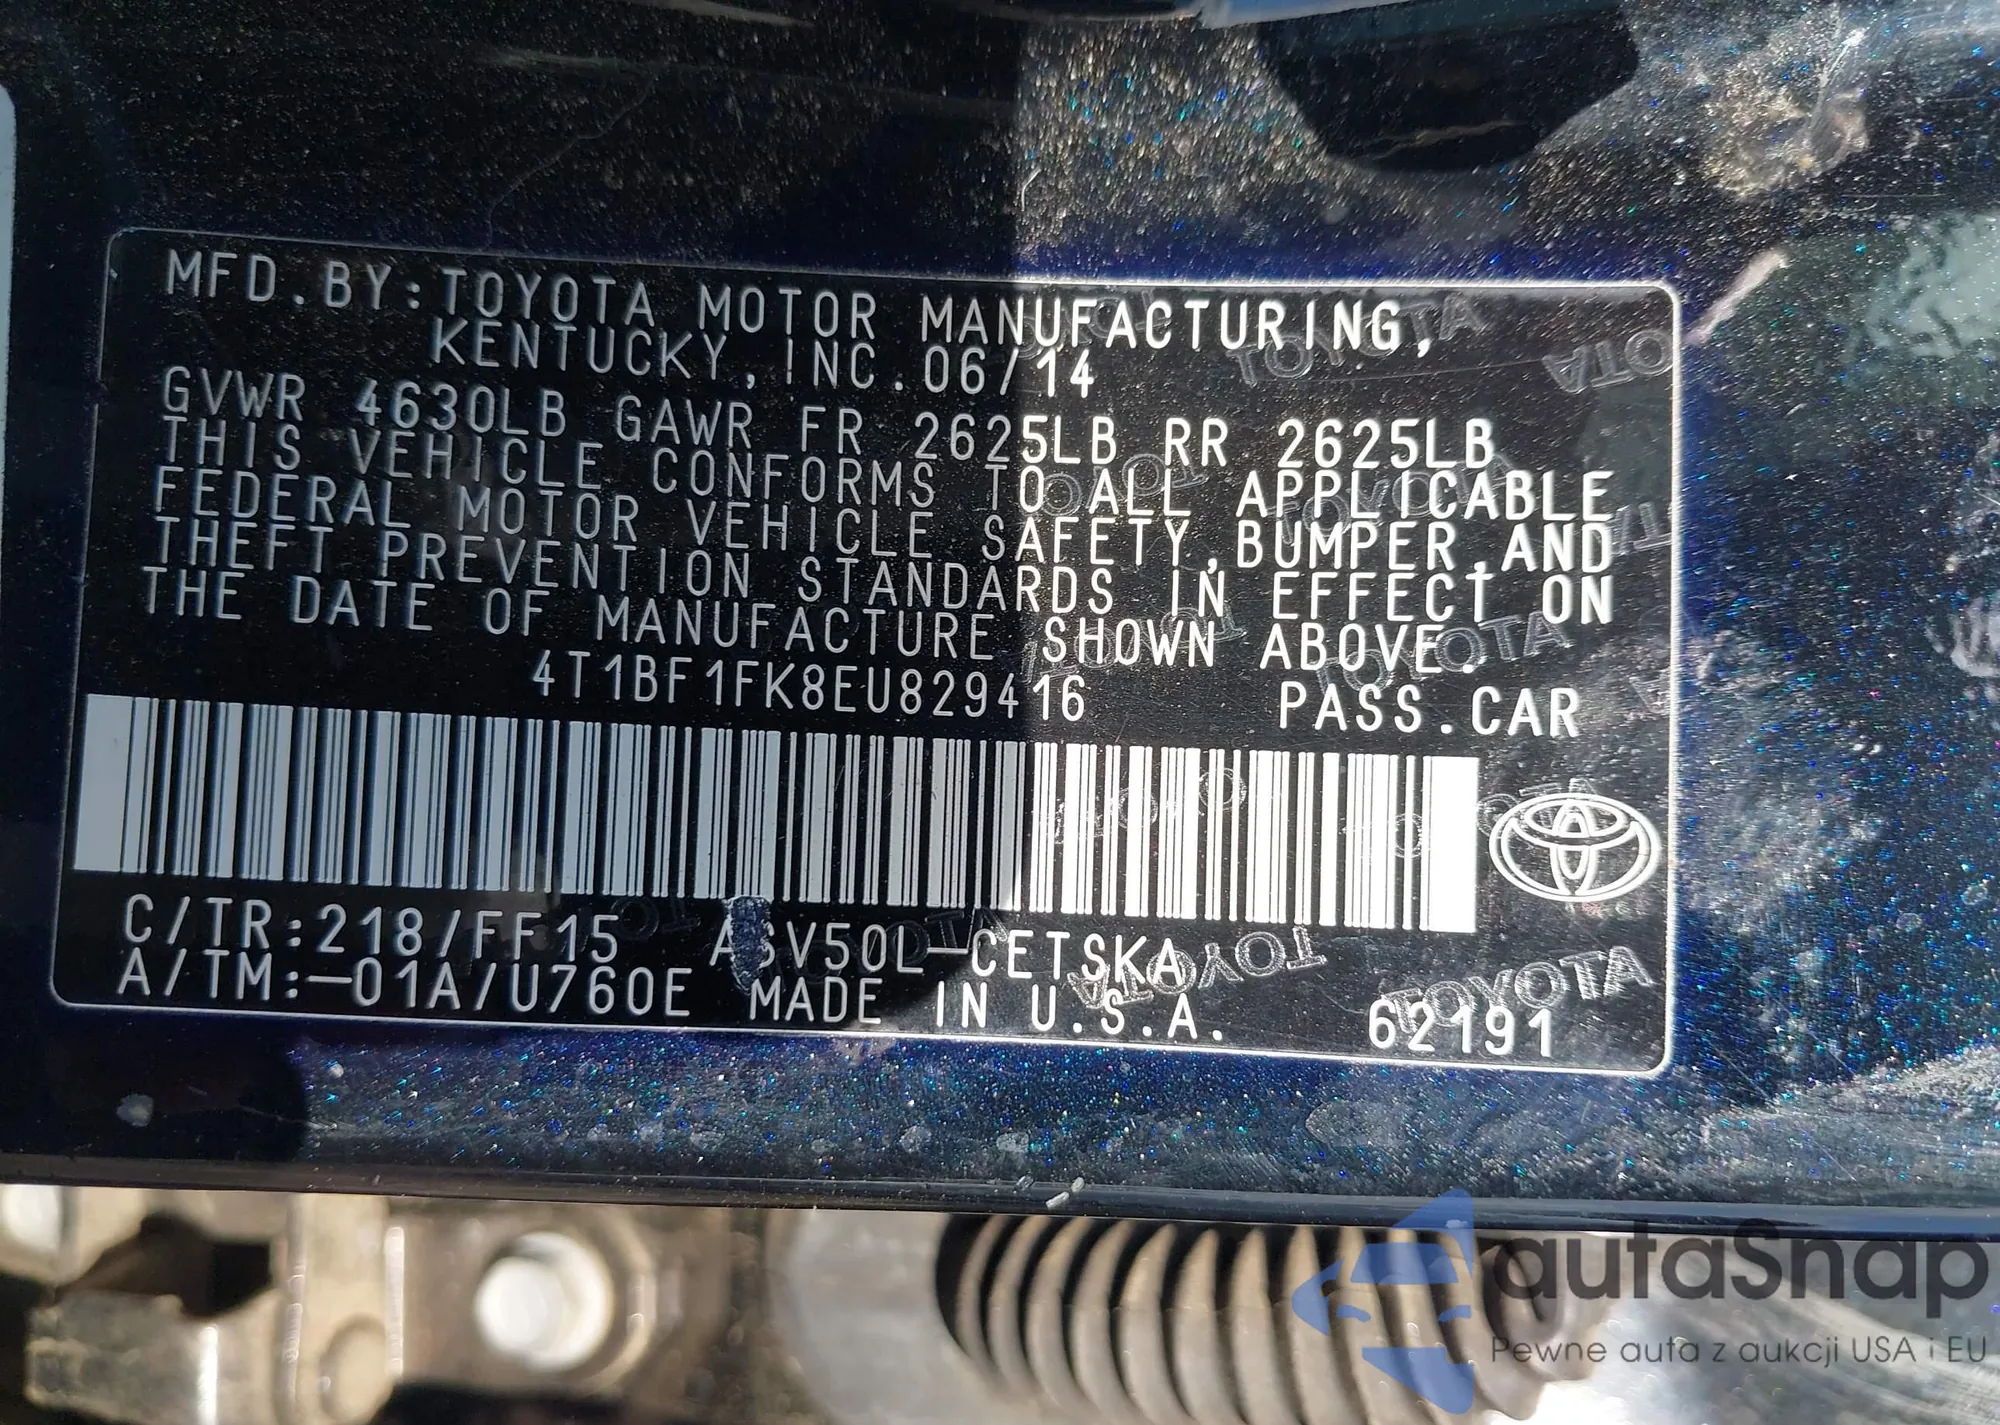 MFD.BY:TOYOTA MOTOR MANUFACTURING,
KENTUCKY, INC.06/14
GVWR 4630LB GAWR FR 2625LB RR 2625LB
THIS VEHICLE CONFORMS TO ALL APPLICABLE
FEDERAL MOTOR VEHICLE SAFETY,BUMPER,AND
THEFT PREVENTION STANDARDS IN EFFECT ON
THE DATE OF MANUFACTURE SHOWN ABOVE.
4T1BF1FK8EU829416 PASS.CAR
C/TR:218/FF15 ASV50L-CETSKA
A/TM:-01A/U760E MADE IN U.S.A. 62191
autaSnap
Pewne auta z aukcji USA i EU